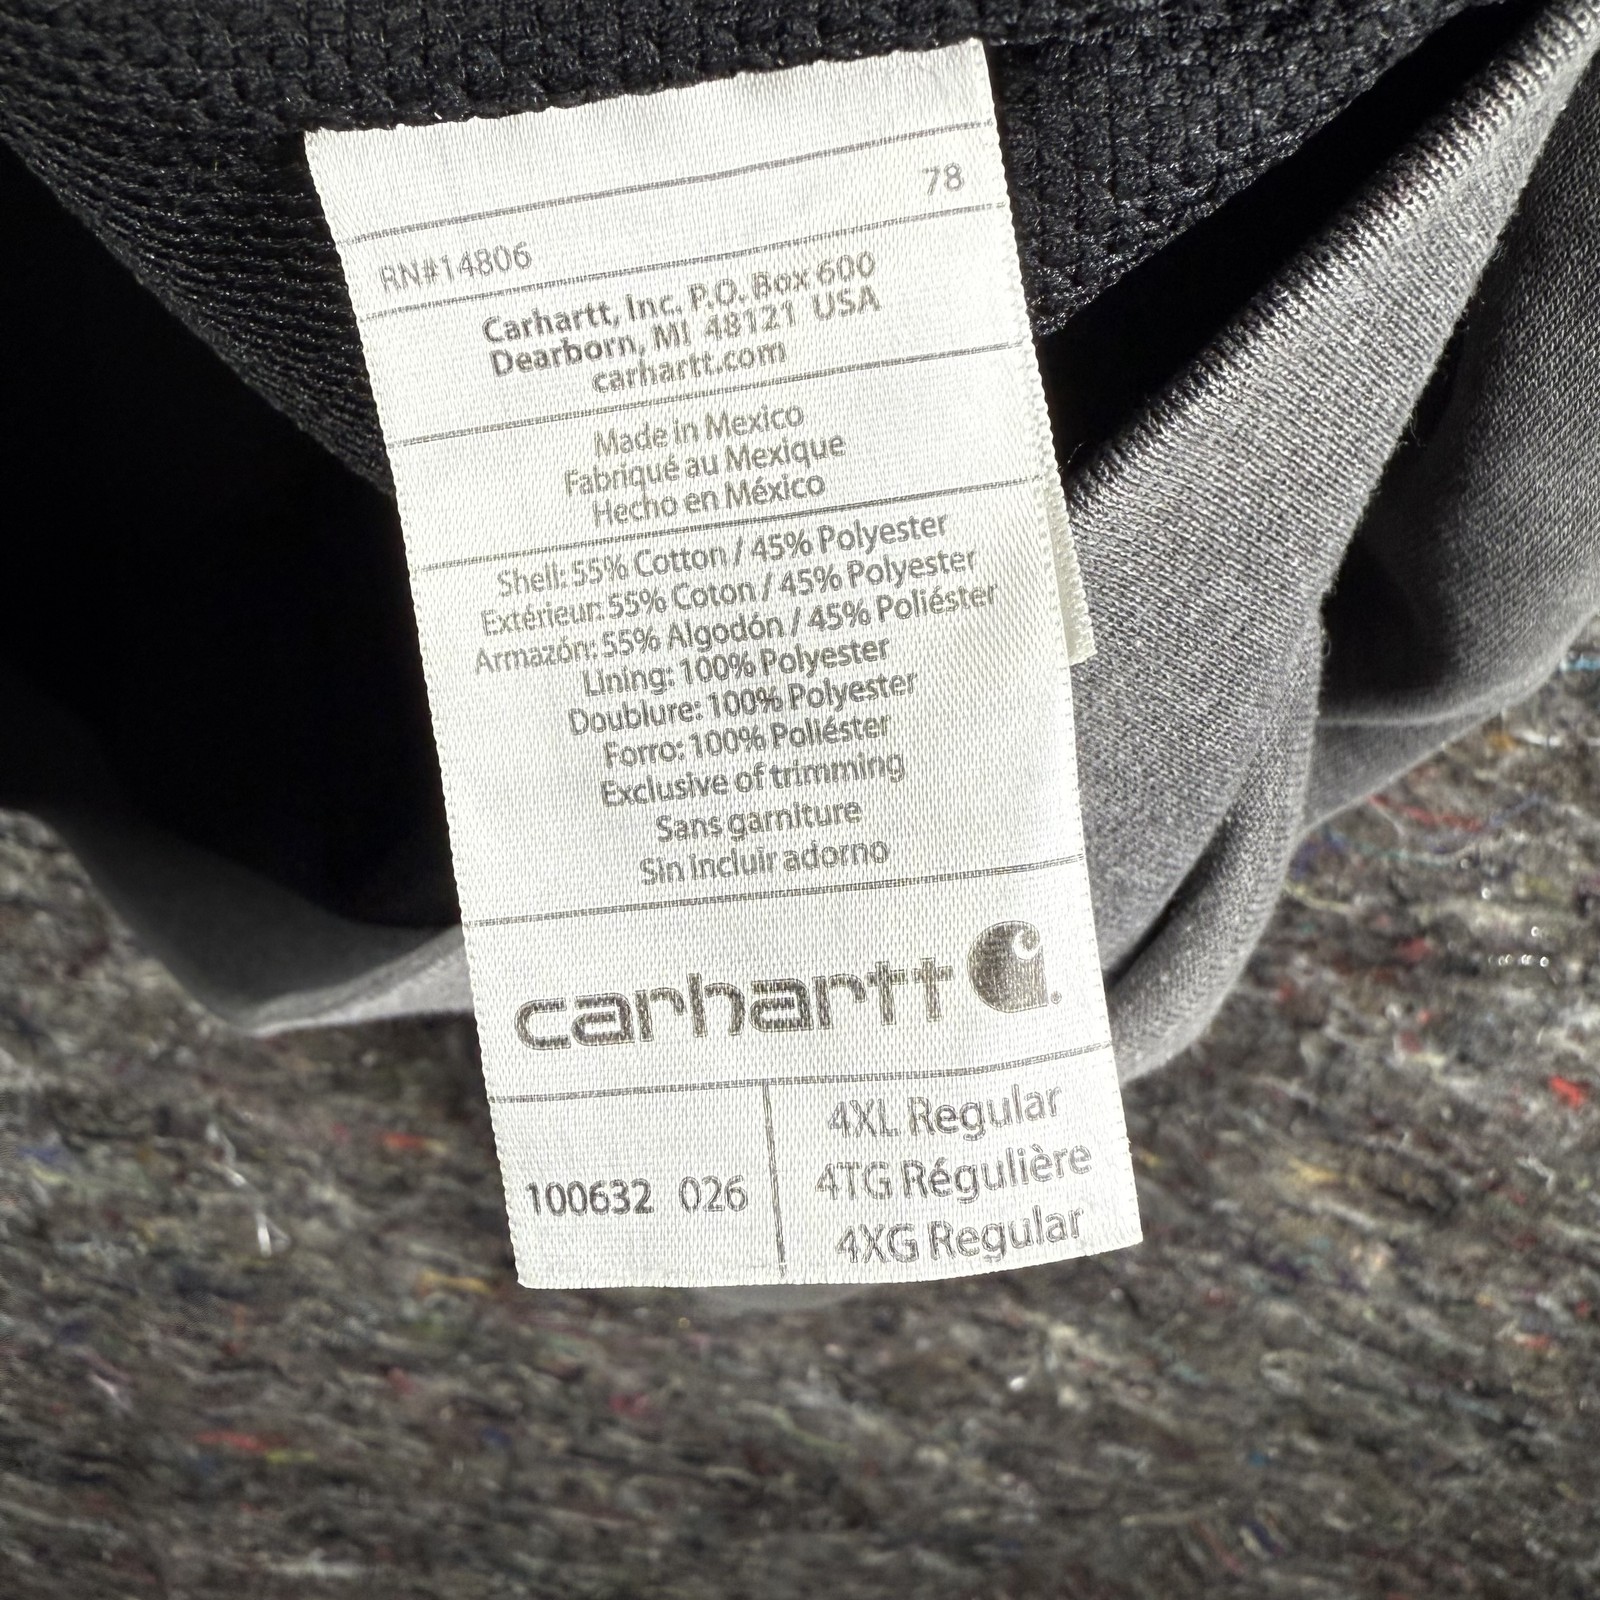 78
RN#14806
Carhartt, Inc. P.O. Box 600
Dearborn, MI 48121 USA
carhartt.com
Made in Mexico
Fabriqué au Mexique
Hecho en México
Shell: 55% Cotton / 45% Polyester
Extérieur: 55% Coton / 45% Polyester
Armazón: 55% Algodón / 45% Poliéster
Lining: 100% Polyester
Doublure: 100% Polyester
Forro: 100% Poliéster
Exclusive of trimming
Sans garniture
Sin incluir adorno
carhartt
100632 026
4XL Regular
4TG Régulière
4XG Regular